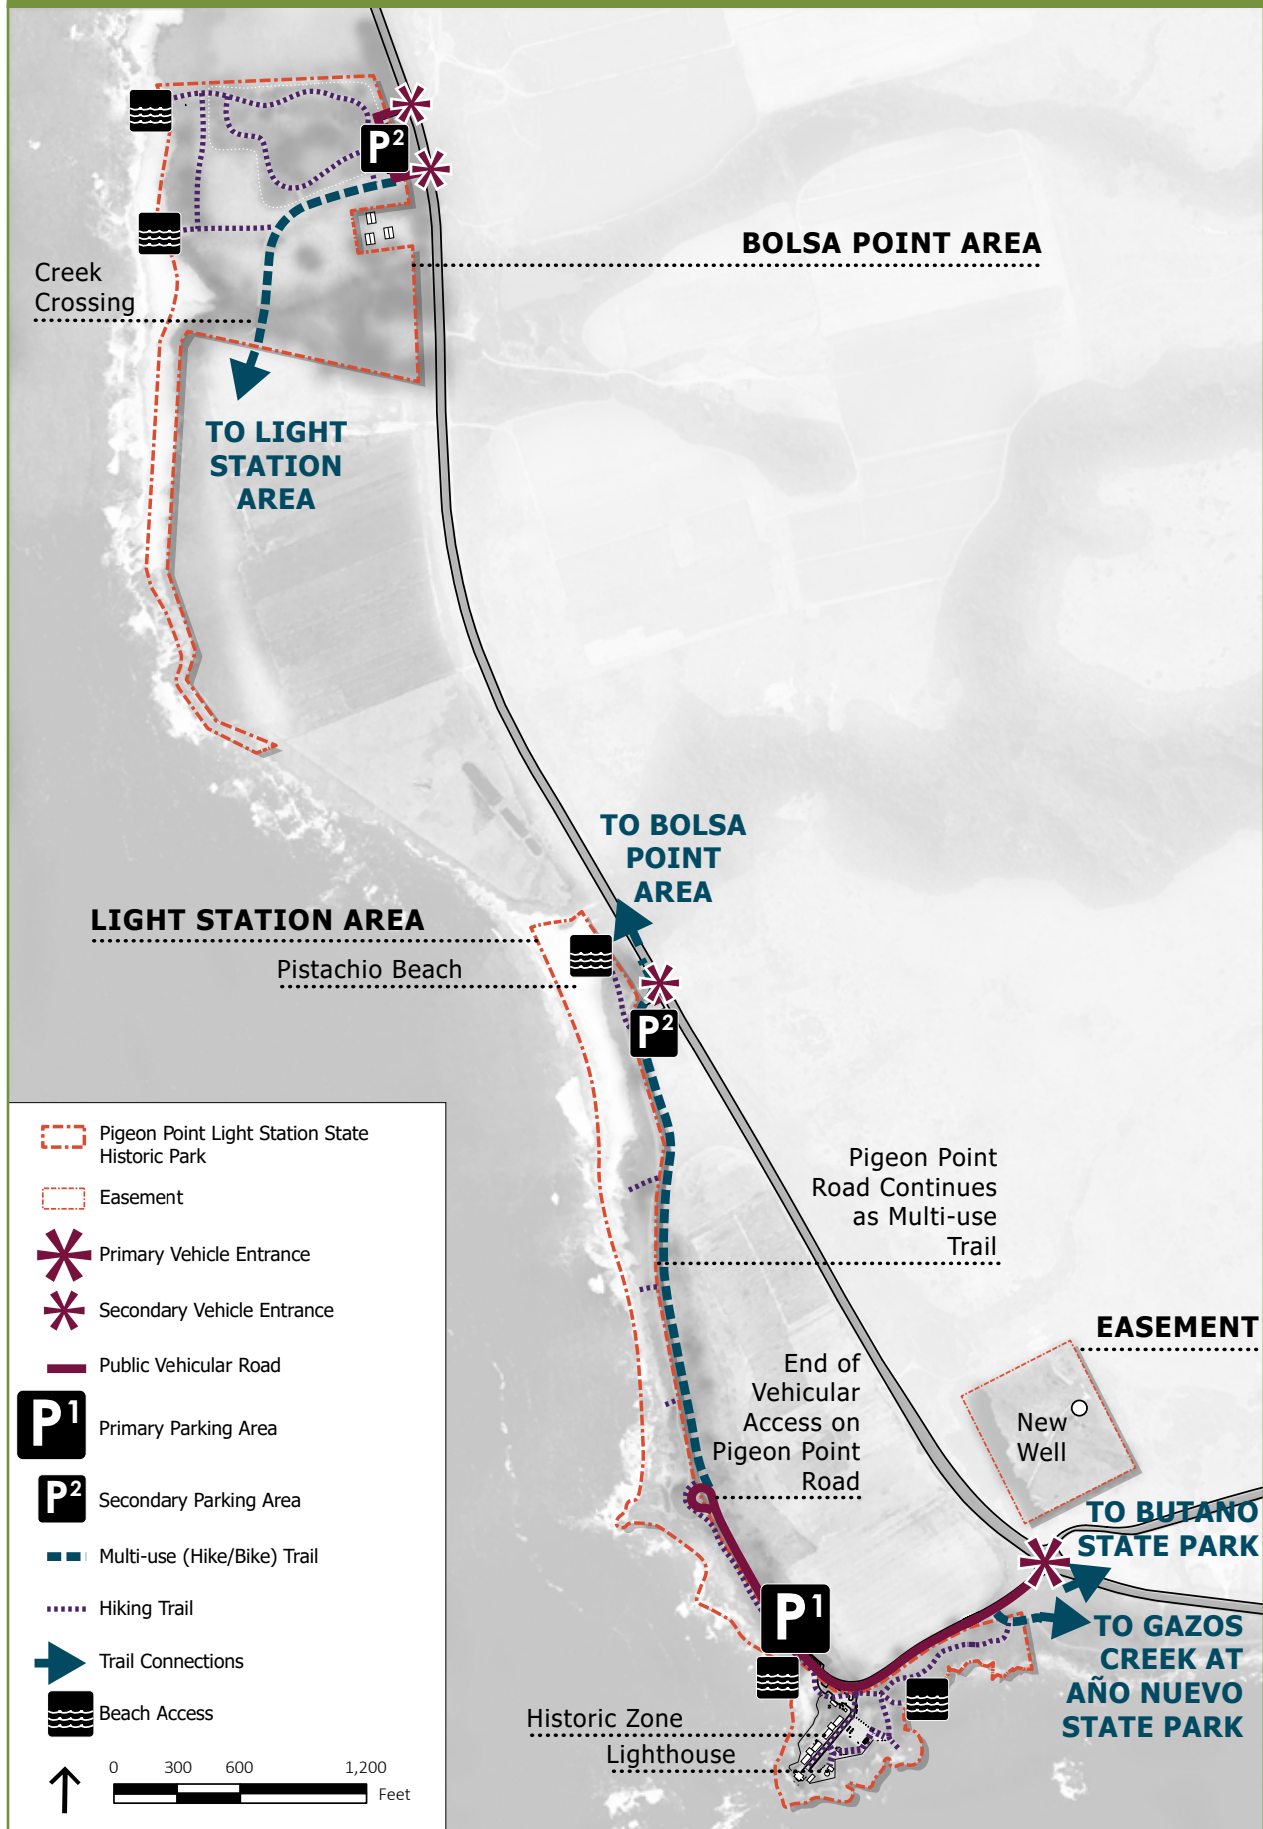 BOLSA POINT AREA
Creek
Crossing
P2
TO LIGHT
STATION
AREA
TO BOLSA
POINT
AREA
LIGHT STATION AREA
Pistachio Beach
P2
Pigeon Point
Road Continues
as Multi-use
Trail
EASEMENT
New
Well
End of
Vehicular
Access on
Pigeon Point
Road
TO BUTANO
STATE PARK
P1
TO GAZOS
CREEK AT
AÑO NUEVO
STATE PARK
Historic Zone
Lighthouse
Pigeon Point Light Station State
Historic Park
Easement
Primary Vehicle Entrance
Secondary Vehicle Entrance
Public Vehicular Road
P1 Primary Parking Area
P2 Secondary Parking Area
Multi-use (Hike/Bike) Trail
Hiking Trail
Trail Connections
Beach Access
0 300 600 1,200
Feet